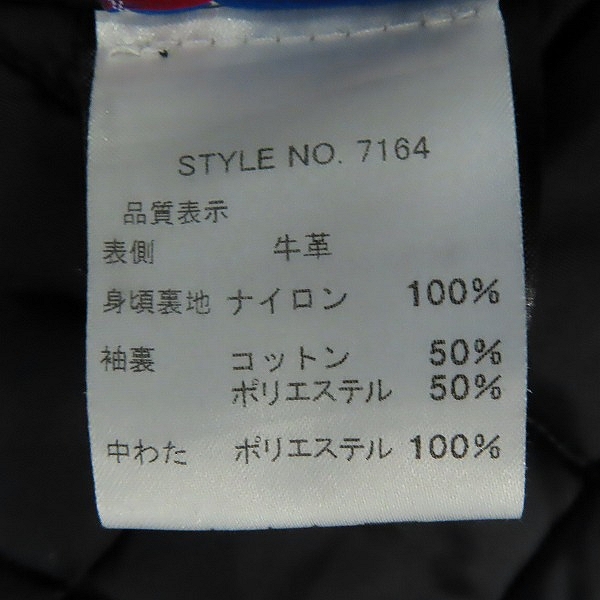 STYLE NO. 7164
品質表示
表側 牛革
身頃裏地 ナイロン 100%
袖裏 コットン 50%
ポリエステル 50%
中わた ポリエステル 100%